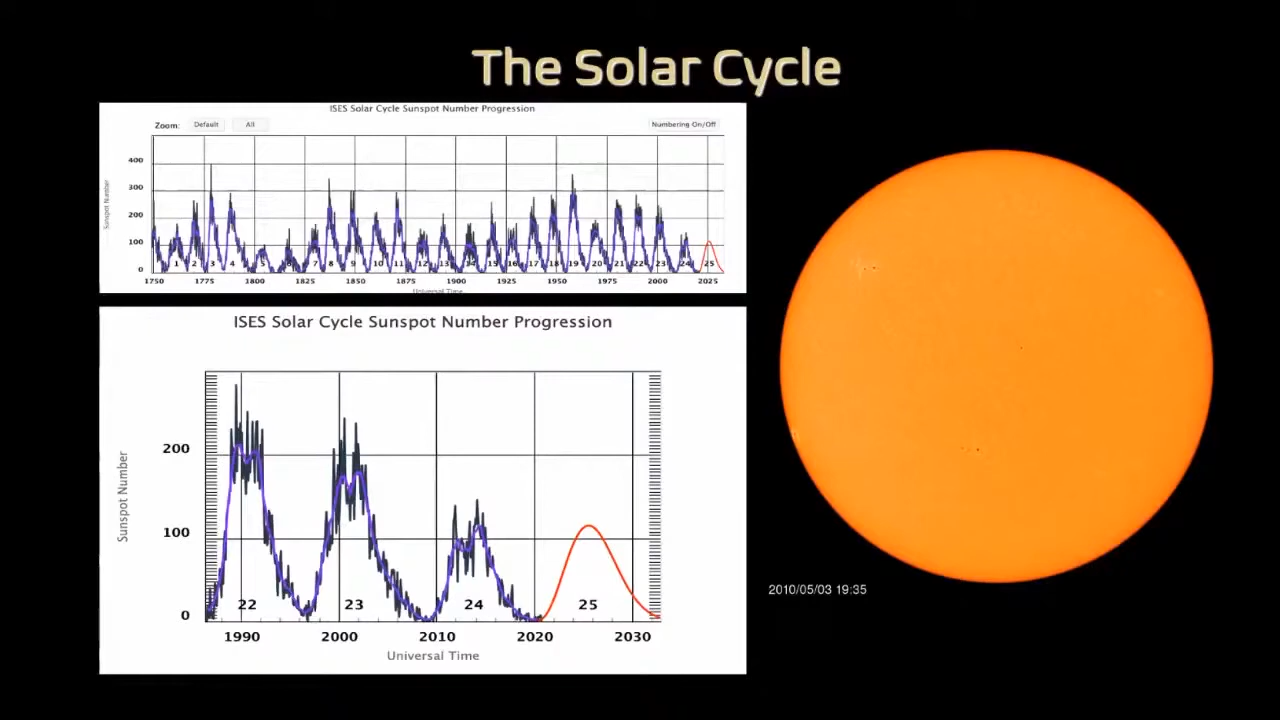 The Solar Cycle
ISES Solar Cycle Sunspot Number Progression
Zoom: Default All Numbering On/Off
Sunspot Number
400
300
200
100
0
1 2 3 4 5 6 7 8 9 10 11 12 13 14 15 16 17 18 19 20 21 22 23 24 25
1750 1775 1800 1825 1850 1875 1900 1925 1950 1975 2000 2025
Universal Time
ISES Solar Cycle Sunspot Number Progression
Sunspot Number
200
100
0
22 23 24 25
1990 2000 2010 2020 2030
Universal Time
2010/05/03 19:35